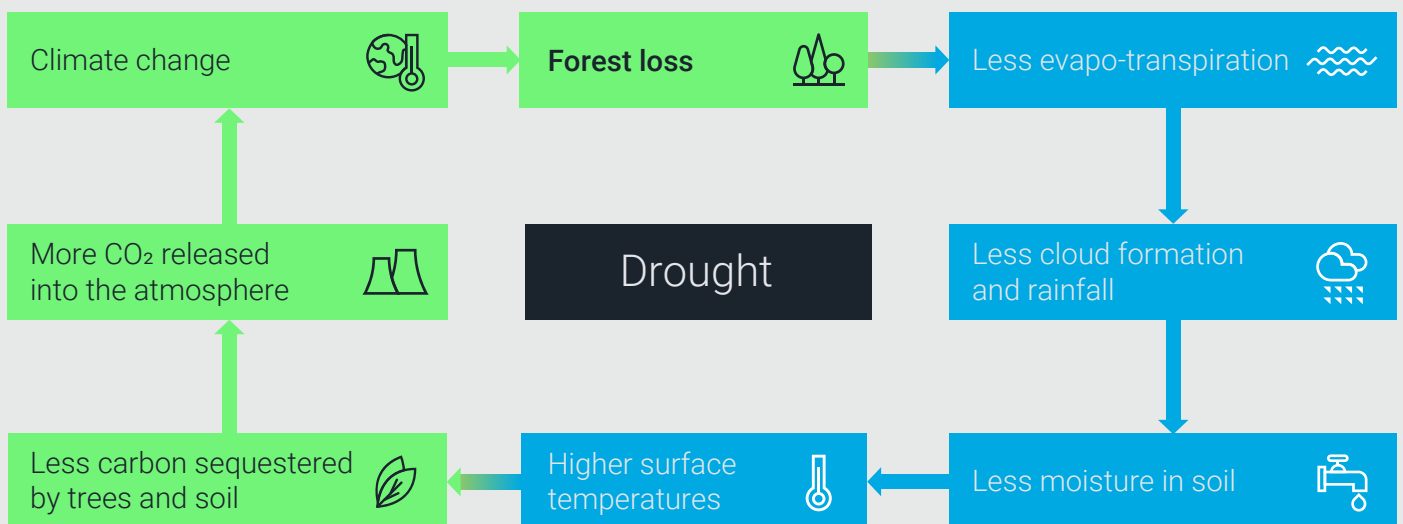 Climate change
Forest loss
Less evapo-transpiration
More CO₂ released
into the atmosphere
Drought
Less cloud formation
and rainfall
Less carbon sequestered
by trees and soil
Higher surface
temperatures
Less moisture in soil